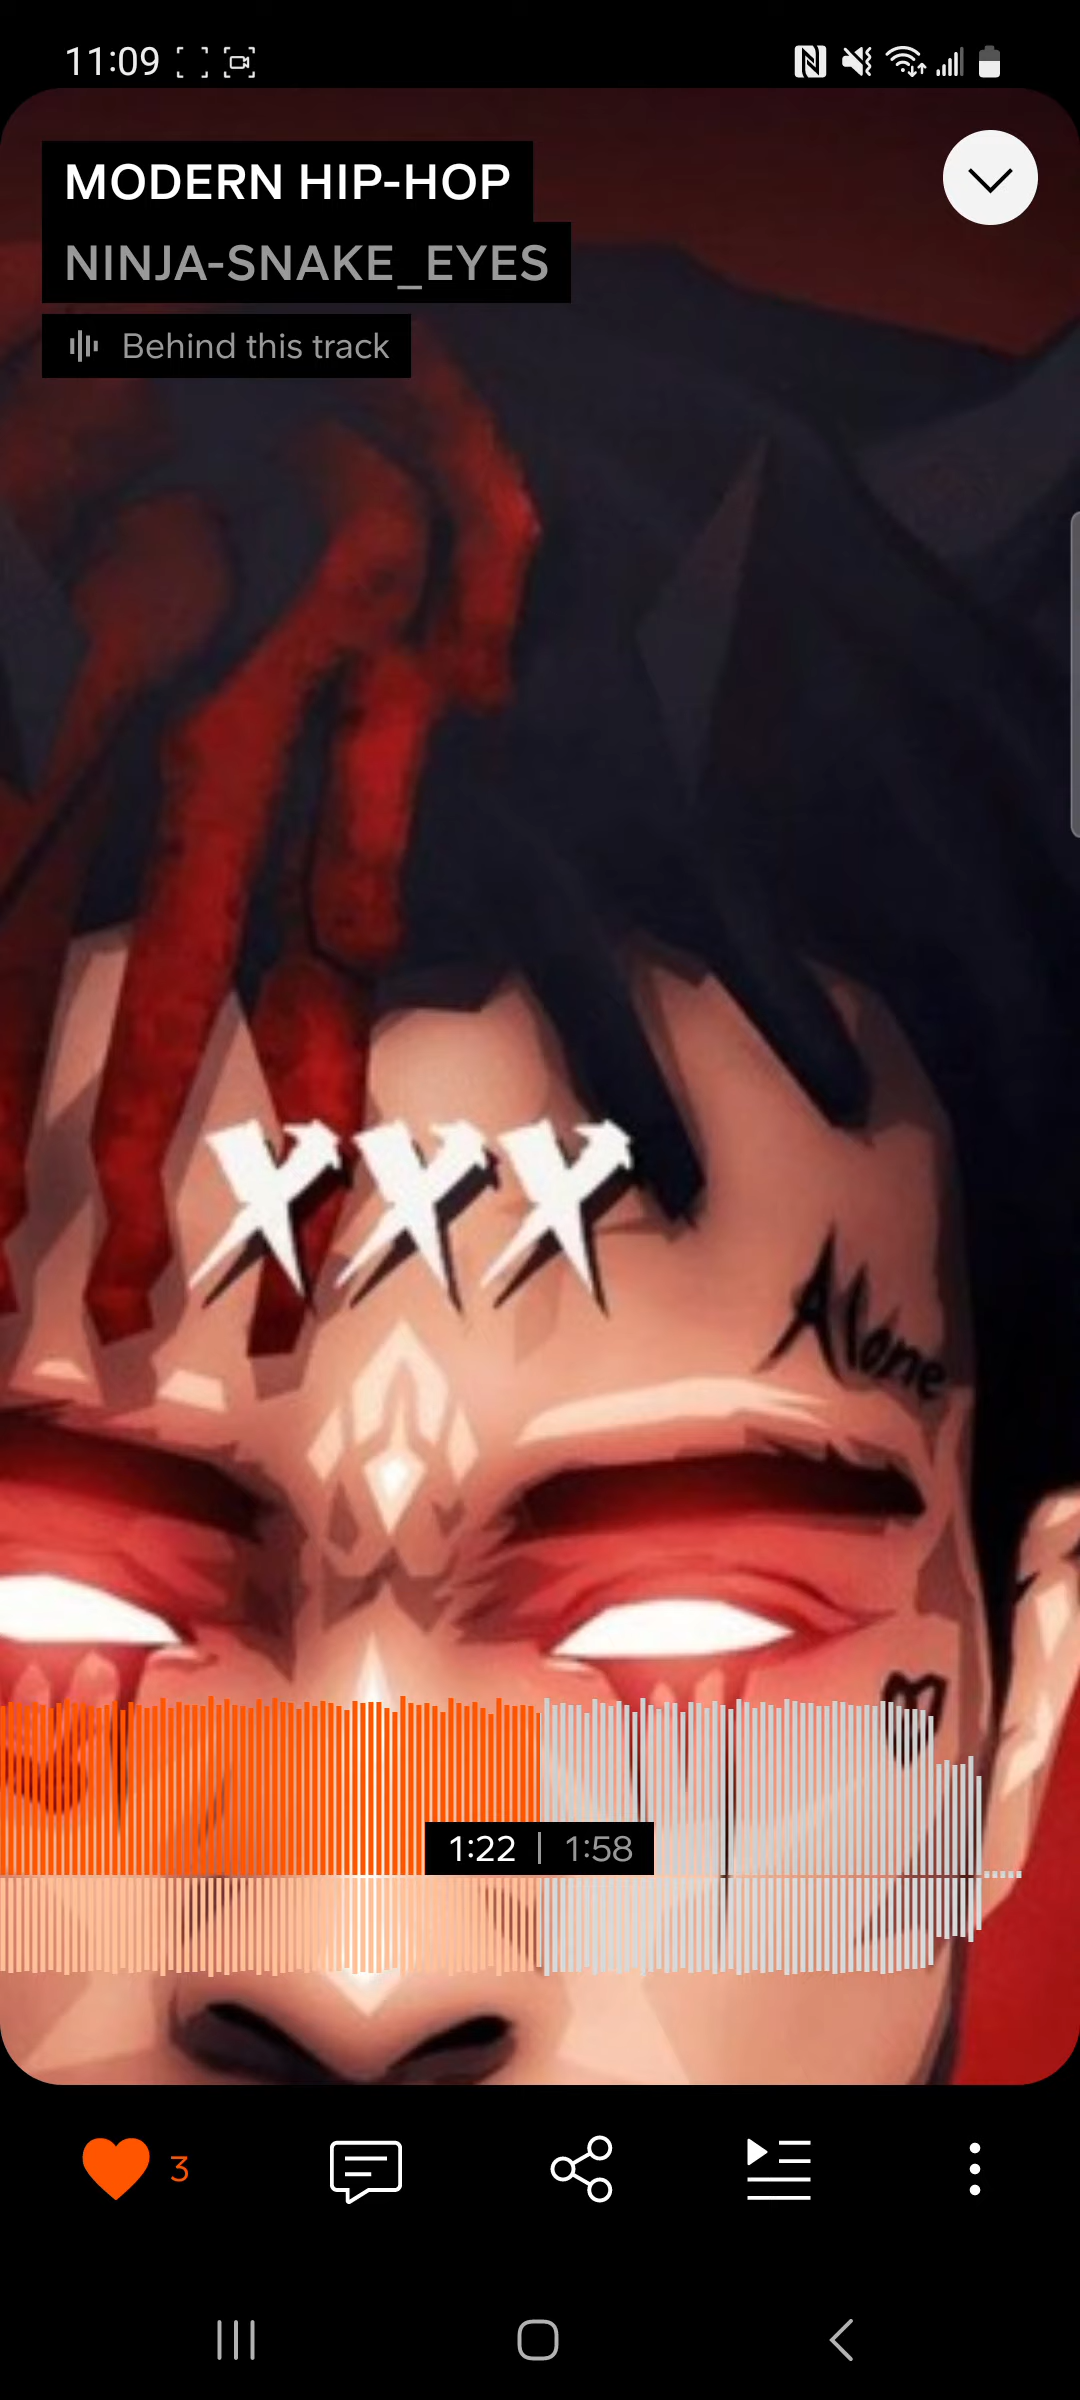 11:09
MODERN HIP-HOP
NINJA-SNAKE_EYES
Behind this track
XXX
Alone
1:22 | 1:58
3